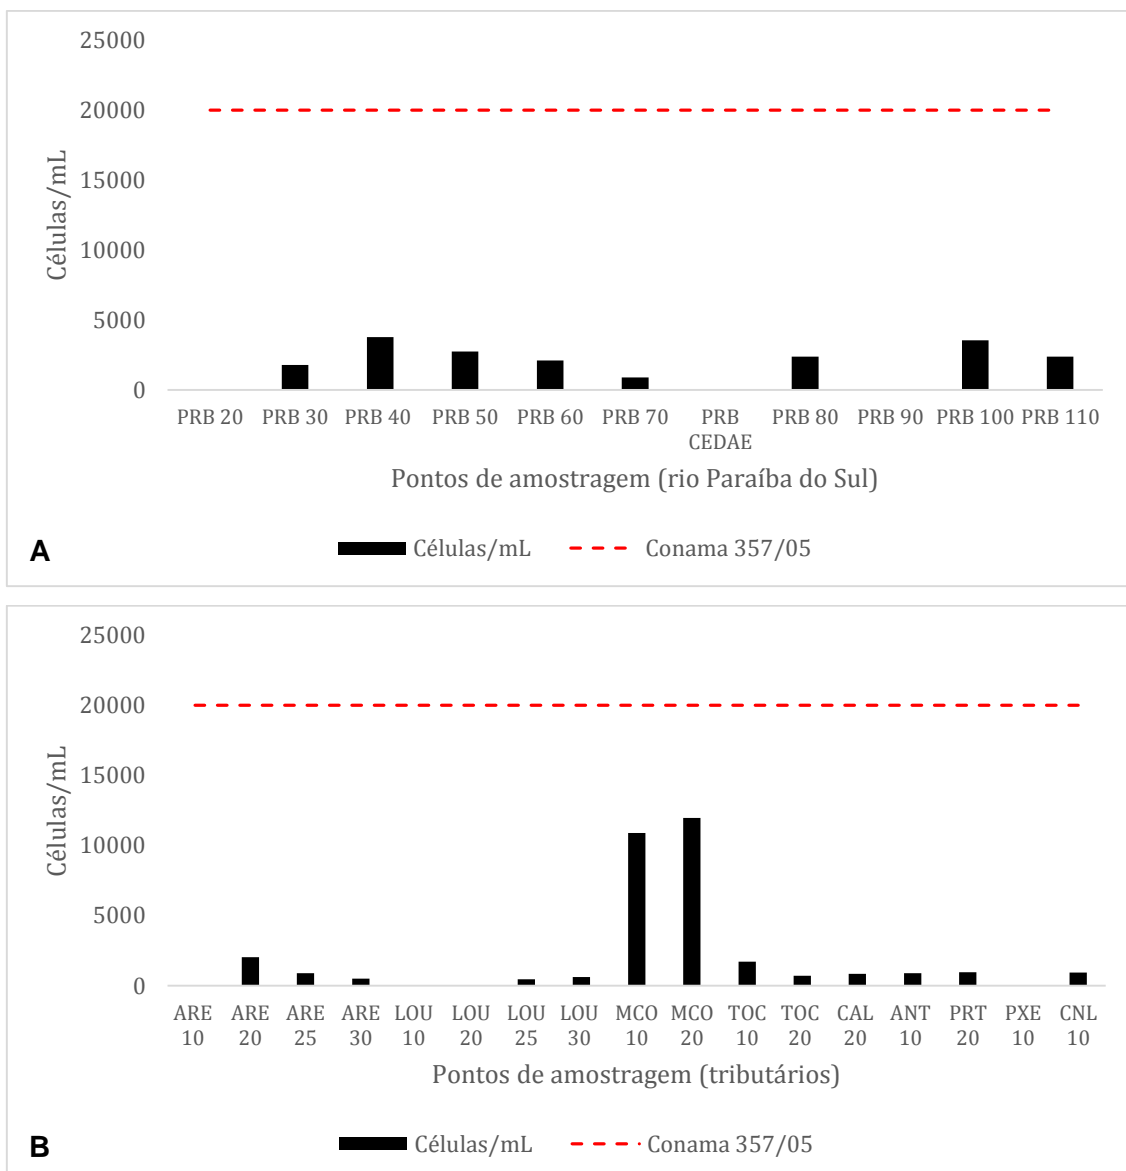 25000
20000
15000
10000
5000
0
Células/mL
PRB 20 PRB 30 PRB 40 PRB 50 PRB 60 PRB 70 PRB CEDAE PRB 80 PRB 90 PRB 100 PRB 110
Pontos de amostragem (rio Paraíba do Sul)
A
Células/mL Conama 357/05
25000
20000
15000
10000
5000
0
Células/mL
ARE ARE ARE ARE LOU LOU LOU LOU MCO MCO TOC TOC CAL ANT PRT PXE CNL
10 20 25 30 10 20 25 30 10 20 10 20 20 10 20 10 10
Pontos de amostragem (tributários)
B
Células/mL Conama 357/05